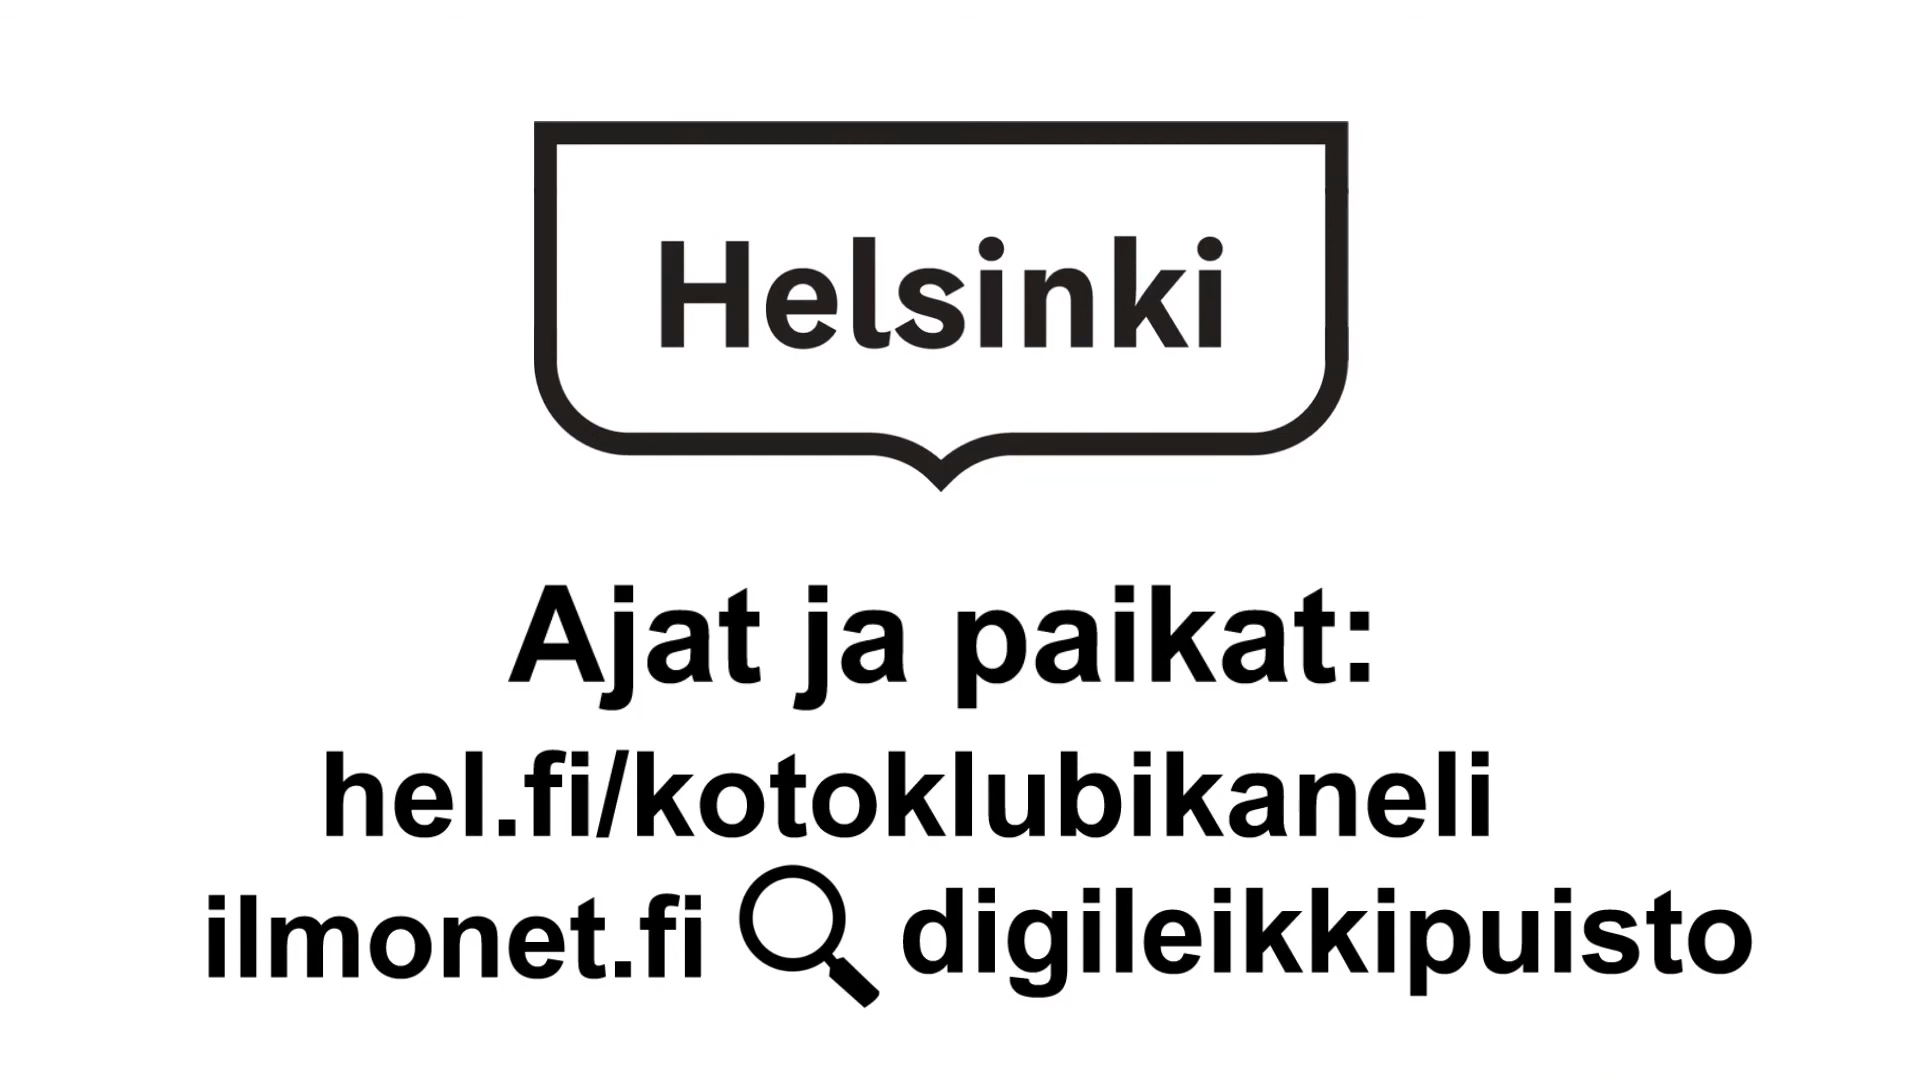 Helsinki
Ajat ja paikat:
hel.fi/kotoklubikaneli
ilmonet.fi digileikkipuisto